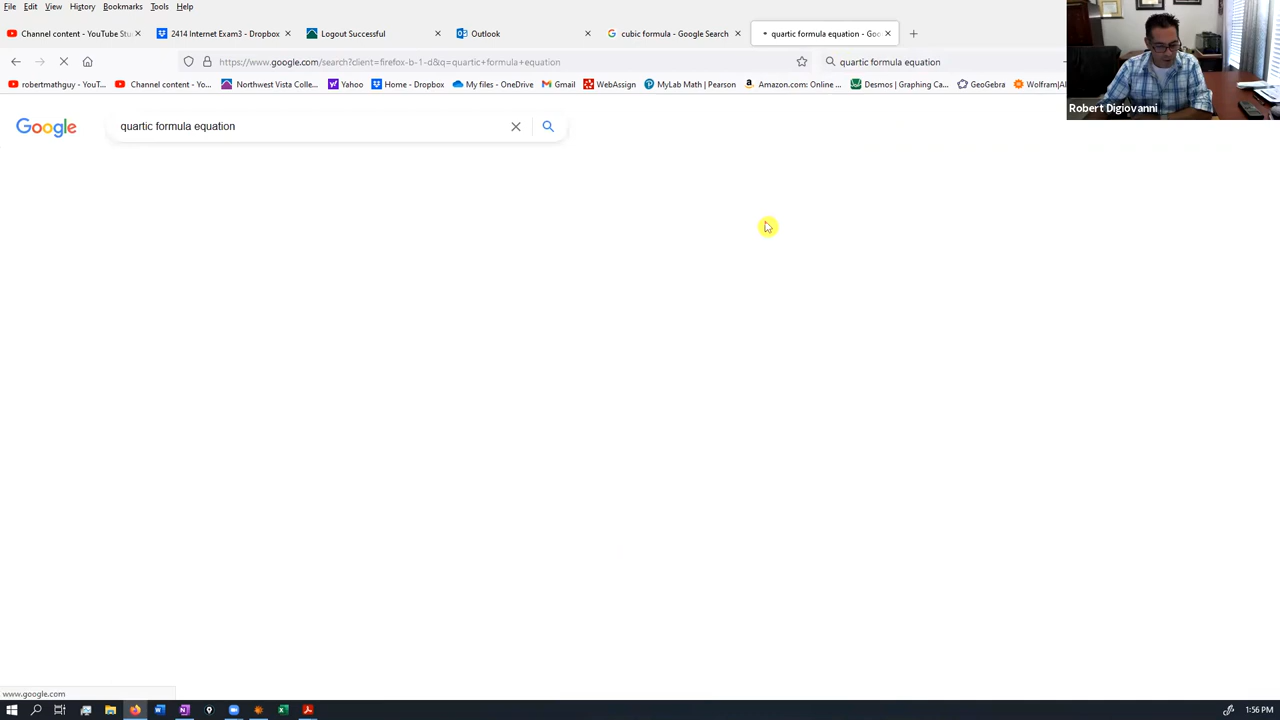 File Edit View History Bookmarks Tools Help
Channel content - YouTube Stu 2414 Internet Exam3 - Dropbox Logout Successful Outlook cubic formula - Google Search quartic formula equation - Goo
https://www.google.com/search?client=firefox-b-1-d&q=quartic+formula+equation quartic formula equation
robertmathguy - YouT... Channel content - Yo... Northwest Vista Colle... Yahoo Home - Dropbox My files - OneDrive Gmail WebAssign MyLab Math | Pearson Amazon.com: Online ... Desmos | Graphing Ca... GeoGebra Wolfram|Al
Robert Digiovanni
Google quartic formula equation
www.google.com
1:56 PM